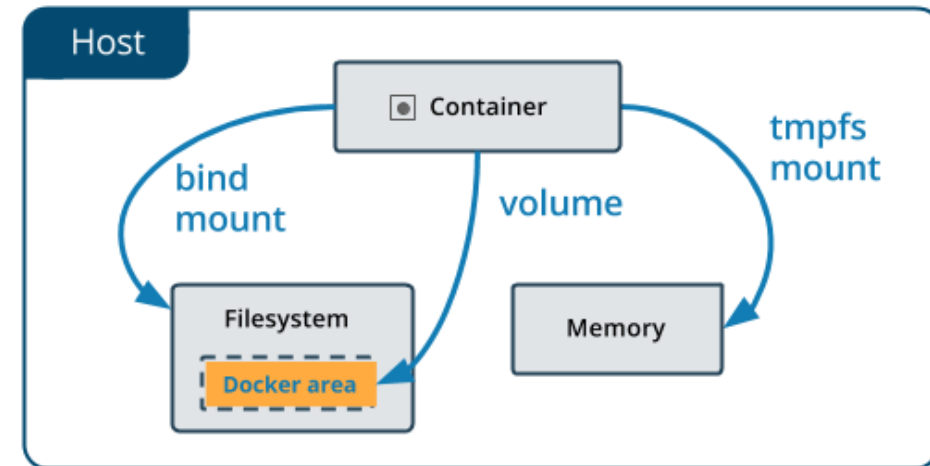 Host
Container
tmpfs
mount
bind
mount
volume
Filesystem
Memory
Docker area